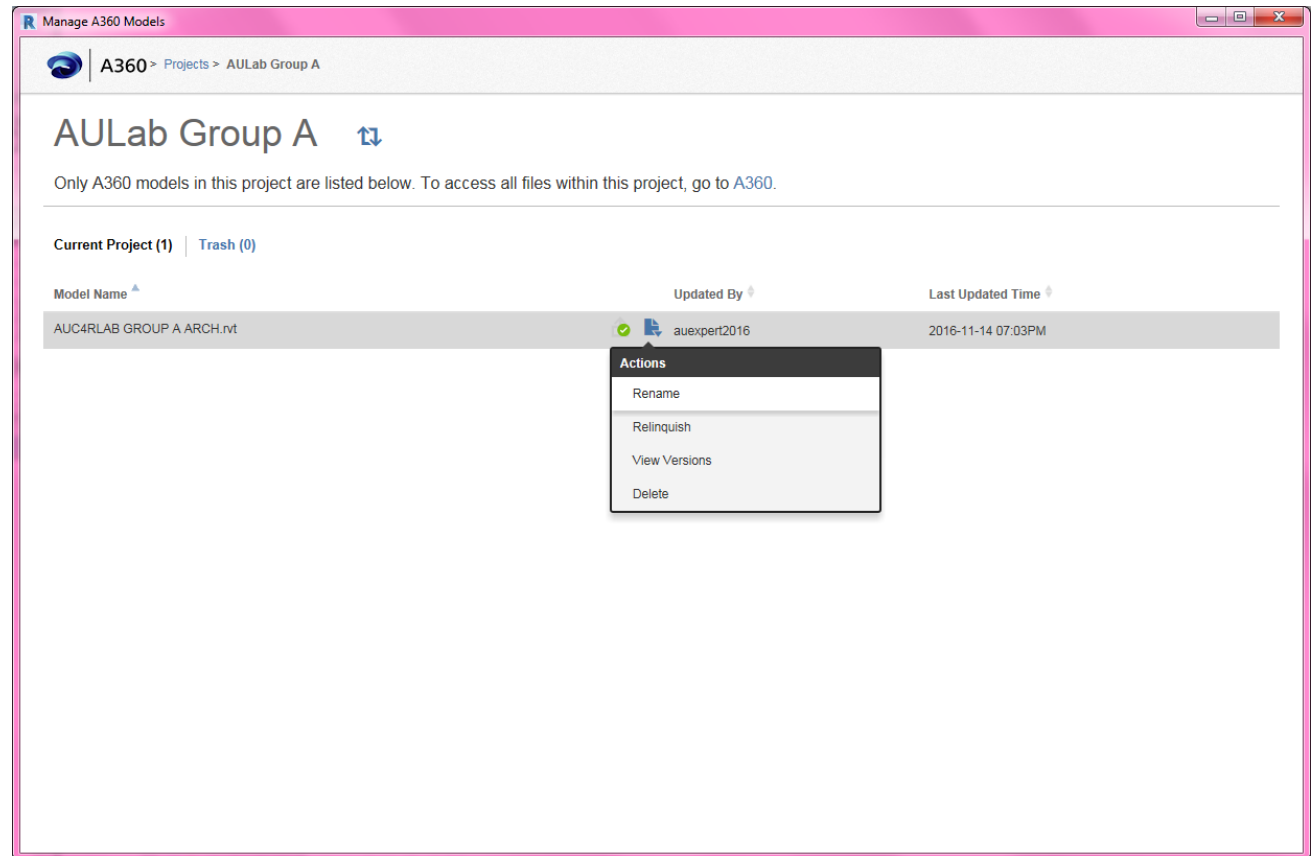 Manage A360 Models
A360 > Projects > AULab Group A
AULab Group A
Only A360 models in this project are listed below. To access all files within this project, go to A360.
Current Project (1) Trash (0)
Model Name Updated By Last Updated Time
AUC4RLAB GROUP A ARCH.rvt auexpert2016 2016-11-14 07:03PM
Actions
Rename
Relinquish
View Versions
Delete